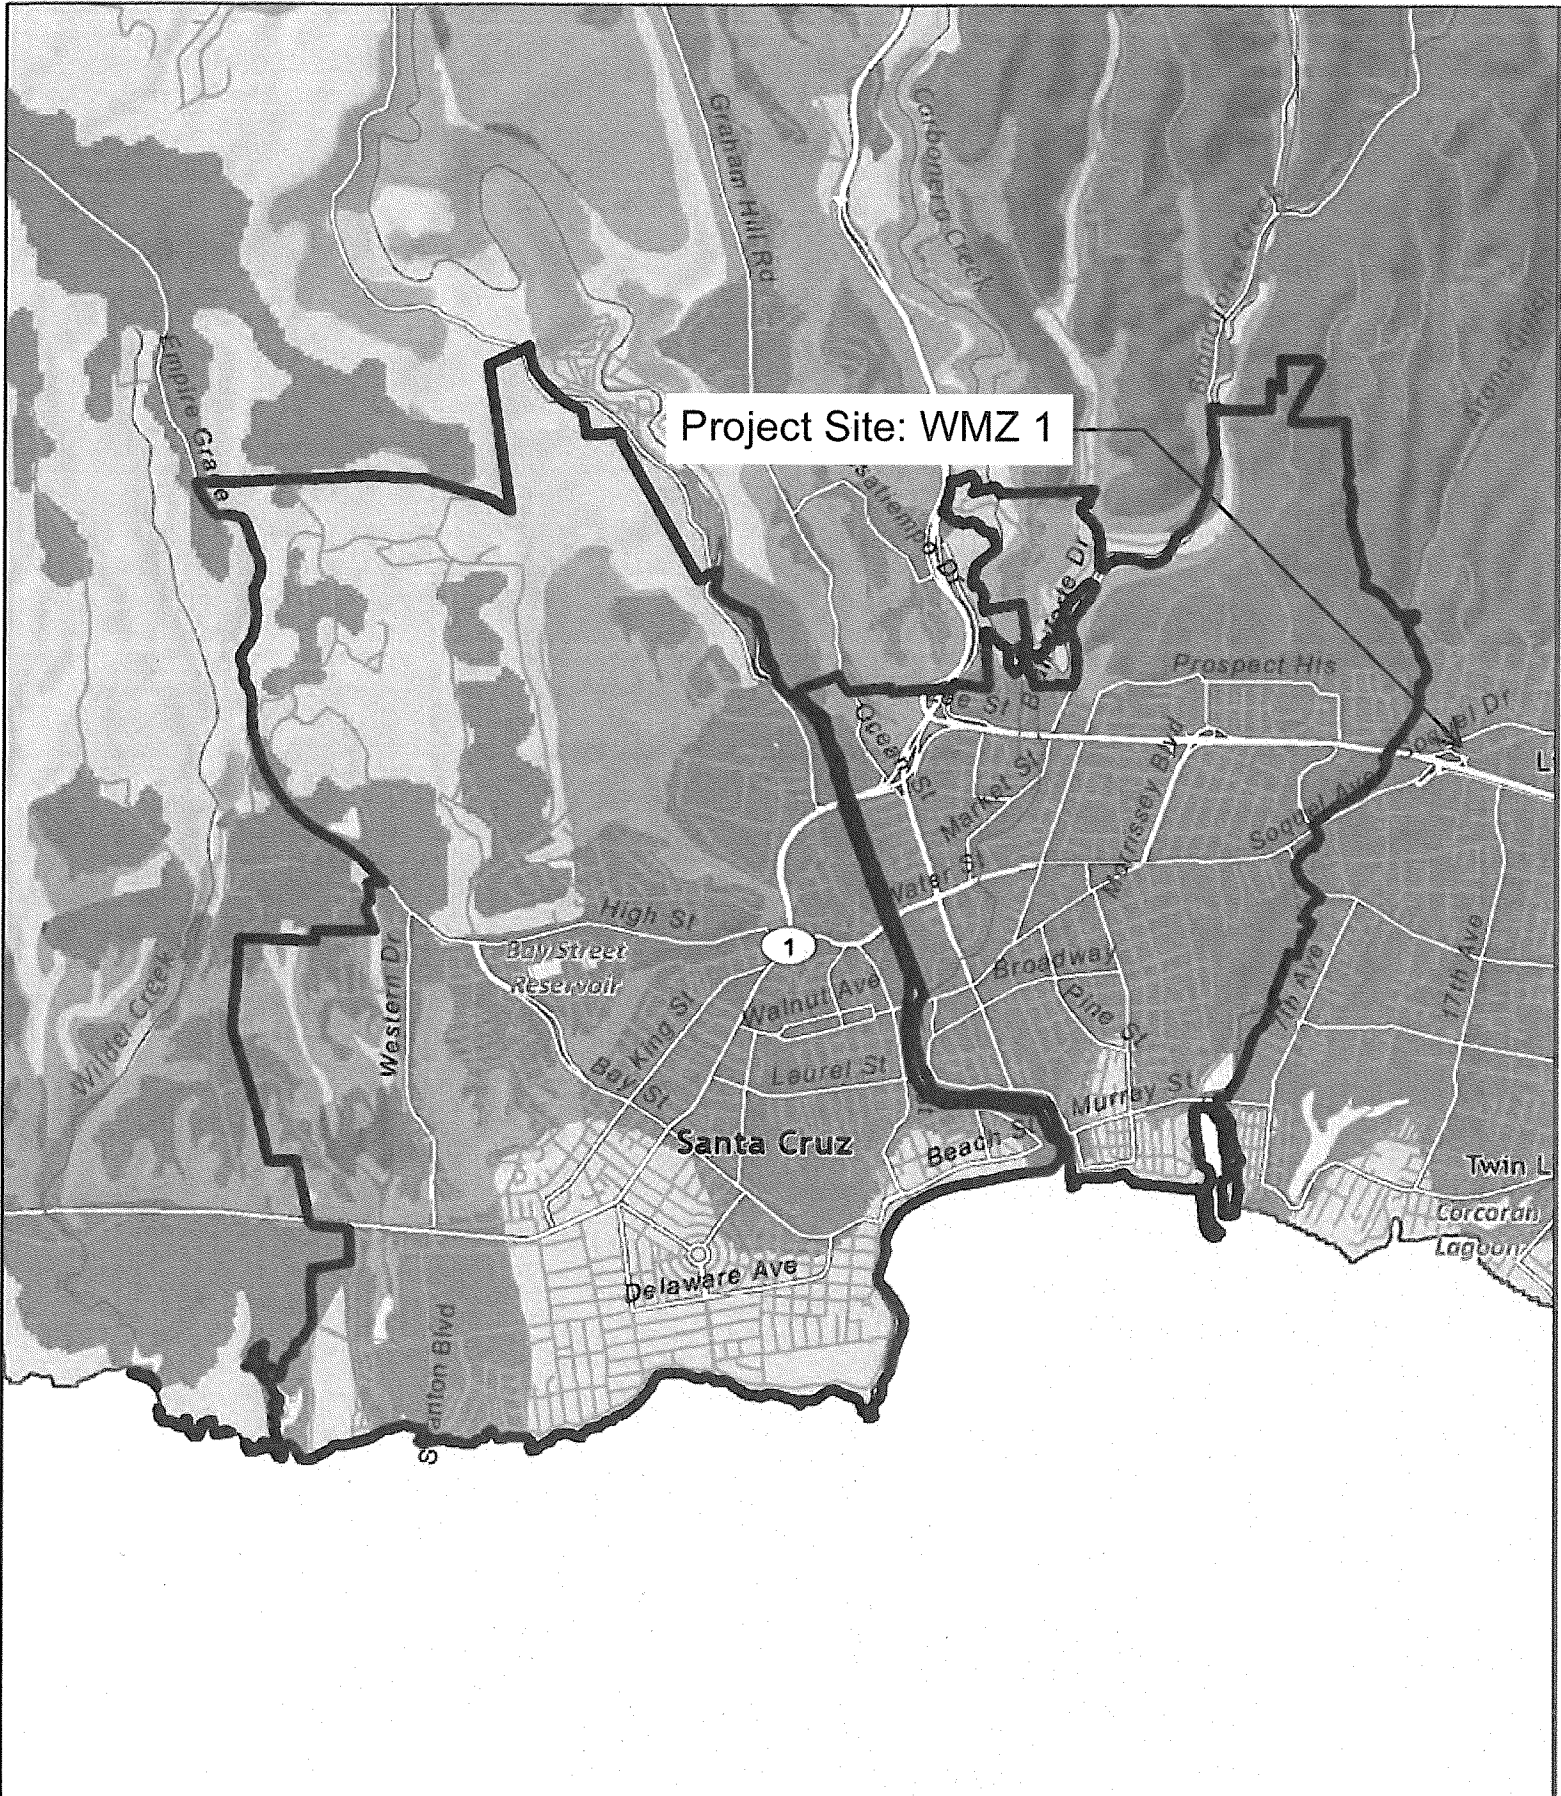 Graham Hill Rd
Carbonera Creek
Empire Grade
Project Site: WMZ 1
Prospect Hts
Soquel Dr
Ocean St
Market St
Morrissey Blvd
Soquel Ave
Water St
High St
1
Bay Street
Reservoir
Broadway
Western Dr
Walnut Ave
King St
Pine St
7th Ave
17th Ave
Wilder Creek
Bay St
Laurel St
Murray St
Santa Cruz
Beach St
Twin L
Corcoran
Lagoon
Delaware Ave